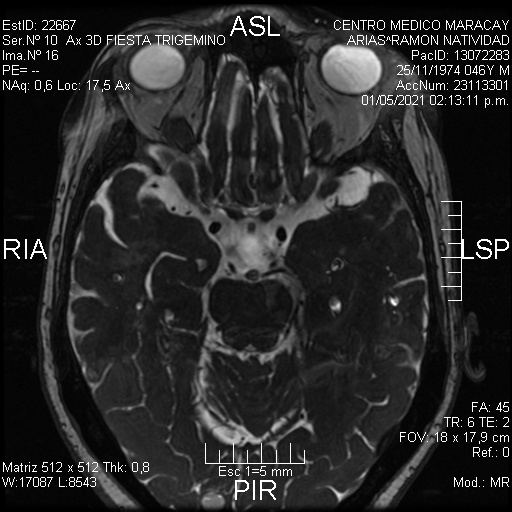 EstID: 22667
Ser.Nº 10 Ax 3D FIESTA TRIGEMINO
Ima.Nº 16
PE= --
NAq: 0,6 Loc: 17,5 Ax
ASL
CENTRO MEDICO MARACAY
ARIAS^RAMON NATIVIDAD
PacID: 13072283
25/11/1974 046Y M
AccNum: 23113301
01/05/2021 02:13:11 p.m.
RIA
LSP
FA: 45
TR: 6 TE: 2
FOV: 18 x 17,9 cm
Ref.: 0
Matriz 512 x 512 Thk: 0,8
W:17087 L:8543
Esc 1=5 mm
PIR
Mod.: MR